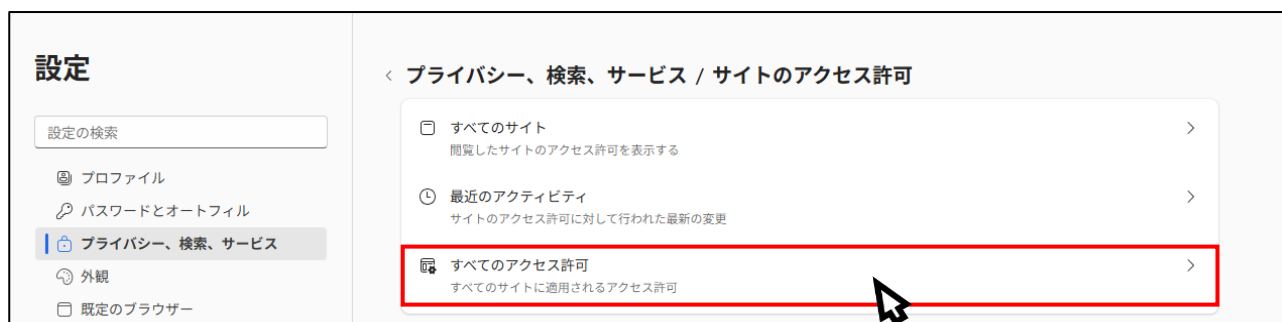 設定
設定の検索
プロファイル
パスワードとオートフィル
プライバシー、検索、サービス
外観
既定のブラウザー
プライバシー、検索、サービス / サイトのアクセス許可
すべてのサイト
閲覧したサイトのアクセス許可を表示する
最近のアクティビティ
サイトのアクセス許可に対して行われた最新の変更
すべてのアクセス許可
すべてのサイトに適用されるアクセス許可